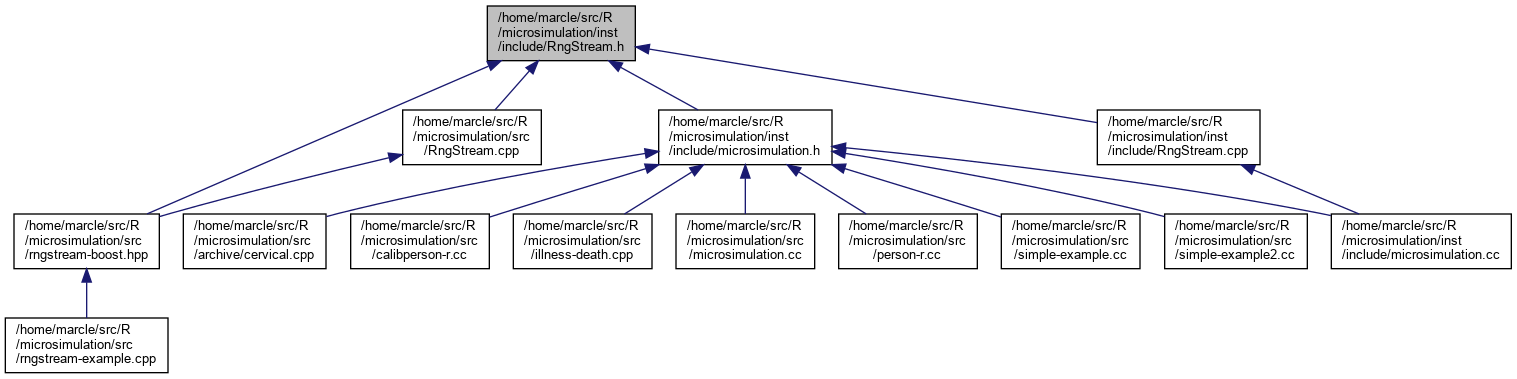 /home/marcle/src/R
/microsimulation/inst
/include/RngStream.h
/home/marcle/src/R
/microsimulation/src
/RngStream.cpp
/home/marcle/src/R
/microsimulation/inst
/include/microsimulation.h
/home/marcle/src/R
/microsimulation/inst
/include/RngStream.cpp
/home/marcle/src/R
/microsimulation/src
/rngstream-boost.hpp
/home/marcle/src/R
/microsimulation/src
/archive/cervical.cpp
/home/marcle/src/R
/microsimulation/src
/calibperson-r.cc
/home/marcle/src/R
/microsimulation/src
/illness-death.cpp
/home/marcle/src/R
/microsimulation/src
/microsimulation.cc
/home/marcle/src/R
/microsimulation/src
/person-r.cc
/home/marcle/src/R
/microsimulation/src
/simple-example.cc
/home/marcle/src/R
/microsimulation/src
/simple-example2.cc
/home/marcle/src/R
/microsimulation/inst
/include/microsimulation.cc
/home/marcle/src/R
/microsimulation/src
/rngstream-example.cpp